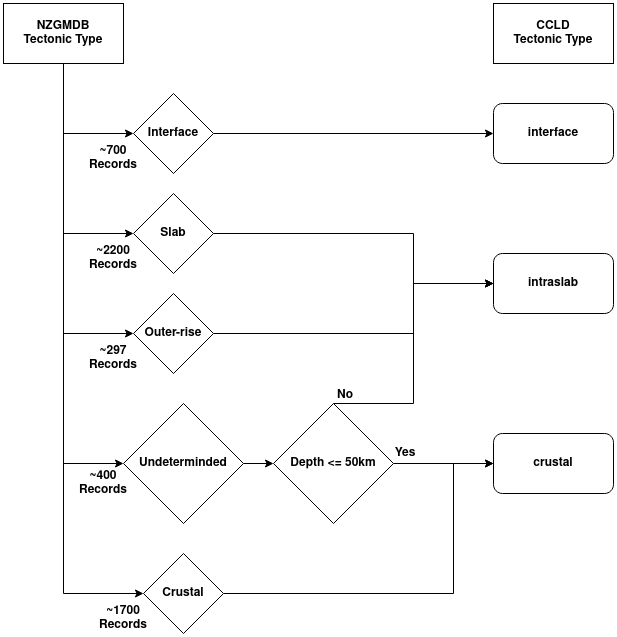 NZGMDB
Tectonic Type
CCLD
Tectonic Type
Interface
interface
~700
Records
Slab
~2200
Records
intraslab
Outer-rise
~297
Records
No
Undeterminded
Depth <= 50km
Yes
crustal
~400
Records
Crustal
~1700
Records